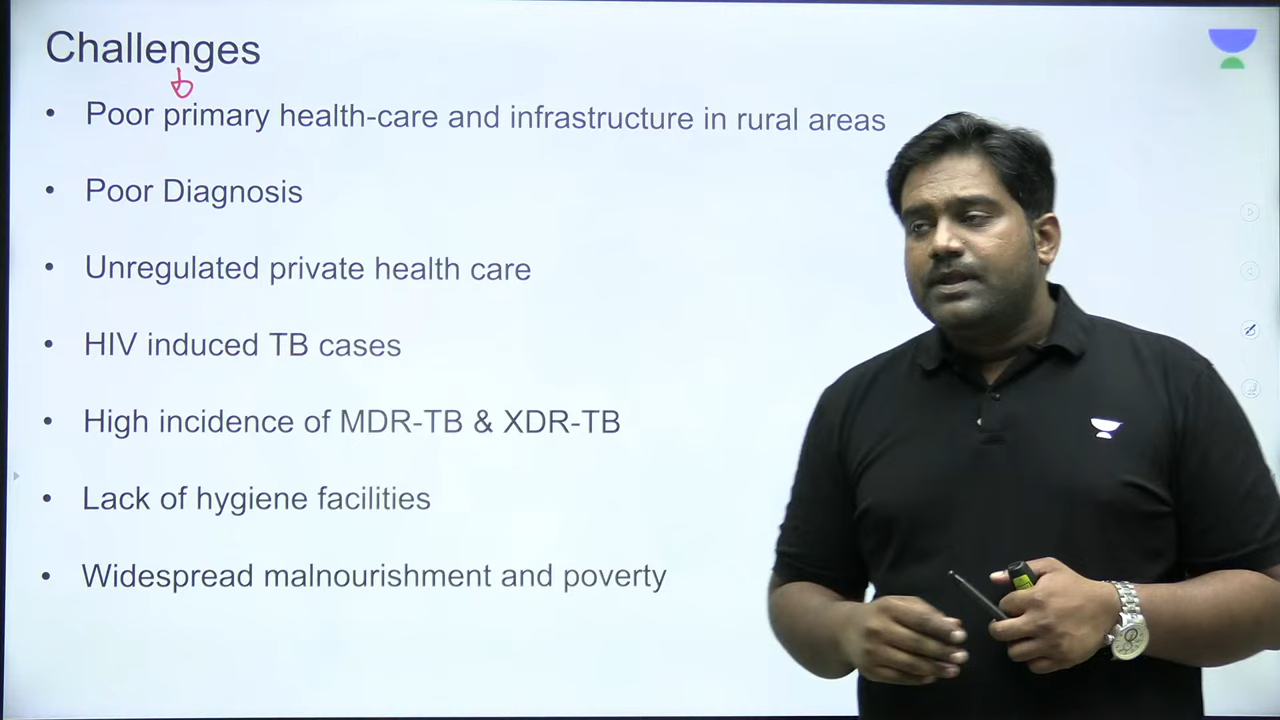 Challenges
• Poor primary health-care and infrastructure in rural areas
• Poor Diagnosis
• Unregulated private health care
• HIV induced TB cases
• High incidence of MDR-TB & XDR-TB
• Lack of hygiene facilities
• Widespread malnourishment and poverty